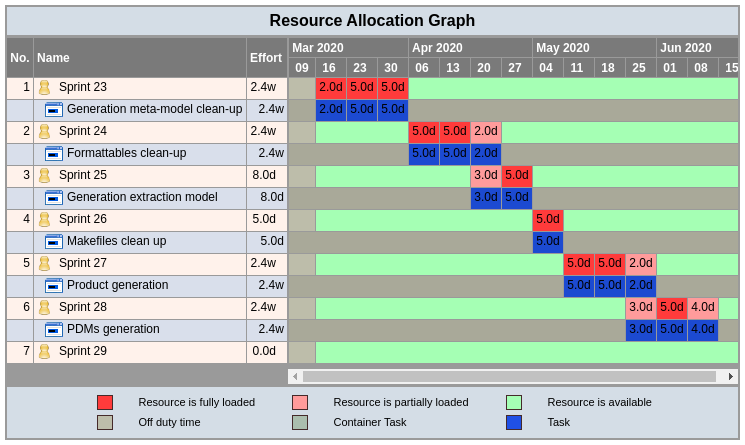 Resource Allocation Graph
No. Name Effort Mar 2020 Apr 2020 May 2020 Jun 2020
09 16 23 30 06 13 20 27 04 11 18 25 01 08 15
1 Sprint 23 2.4w 2.0d 5.0d 5.0d
Generation meta-model clean-up 2.4w 2.0d 5.0d 5.0d
2 Sprint 24 2.4w 5.0d 5.0d 2.0d
Formattables clean-up 2.4w 5.0d 5.0d 2.0d
3 Sprint 25 8.0d 3.0d 5.0d
Generation extraction model 8.0d 3.0d 5.0d
4 Sprint 26 5.0d 5.0d
Makefiles clean up 5.0d 5.0d
5 Sprint 27 2.4w 5.0d 5.0d 2.0d
Product generation 2.4w 5.0d 5.0d 2.0d
6 Sprint 28 2.4w 3.0d 5.0d 4.0d
PDMs generation 2.4w 3.0d 5.0d 4.0d
7 Sprint 29 0.0d
Resource is fully loaded Resource is partially loaded Resource is available
Off duty time Container Task Task